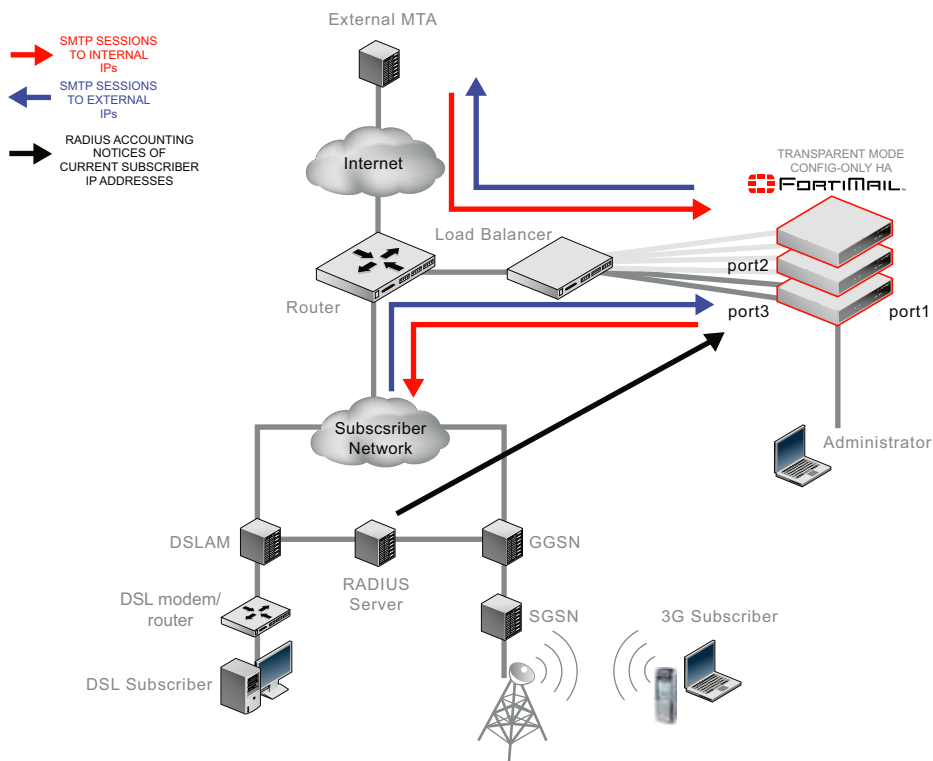 External MTA
SMTP SESSIONS
TO INTERNAL
IPs
SMTP SESSIONS
TO EXTERNAL
IPs
RADIUS ACCOUNTING
NOTICES OF
CURRENT SUBSCRIBER
IP ADDRESSES
Internet
TRANSPARENT MODE
CONFIG-ONLY HA
FORTIMAIL
Load Balancer
port2
Router
port3
port1
Subscsriber
Network
Administrator
DSLAM
GGSN
RADIUS
Server
DSL modem/
router
SGSN
3G Subscriber
DSL Subscriber